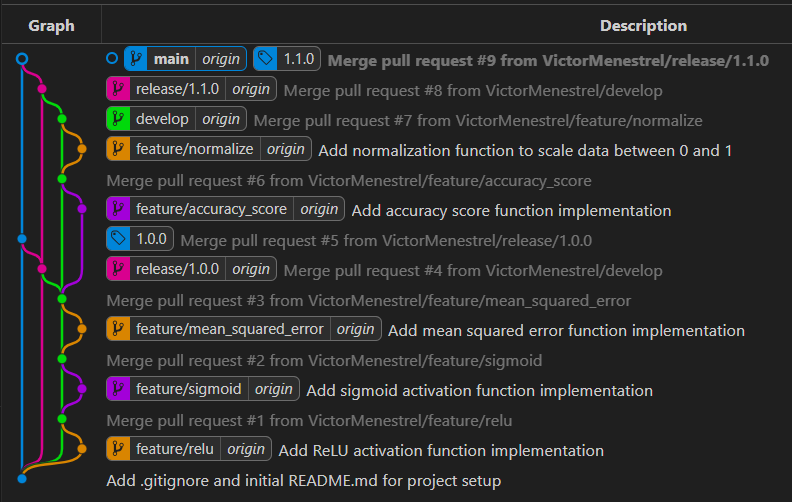 Graph Description
main origin 1.1.0 Merge pull request #9 from VictorMenestrel/release/1.1.0
release/1.1.0 origin Merge pull request #8 from VictorMenestrel/develop
develop origin Merge pull request #7 from VictorMenestrel/feature/normalize
feature/normalize origin Add normalization function to scale data between 0 and 1
Merge pull request #6 from VictorMenestrel/feature/accuracy_score
feature/accuracy_score origin Add accuracy score function implementation
1.0.0 Merge pull request #5 from VictorMenestrel/release/1.0.0
release/1.0.0 origin Merge pull request #4 from VictorMenestrel/develop
Merge pull request #3 from VictorMenestrel/feature/mean_squared_error
feature/mean_squared_error origin Add mean squared error function implementation
Merge pull request #2 from VictorMenestrel/feature/sigmoid
feature/sigmoid origin Add sigmoid activation function implementation
Merge pull request #1 from VictorMenestrel/feature/relu
feature/relu origin Add ReLU activation function implementation
Add .gitignore and initial README.md for project setup